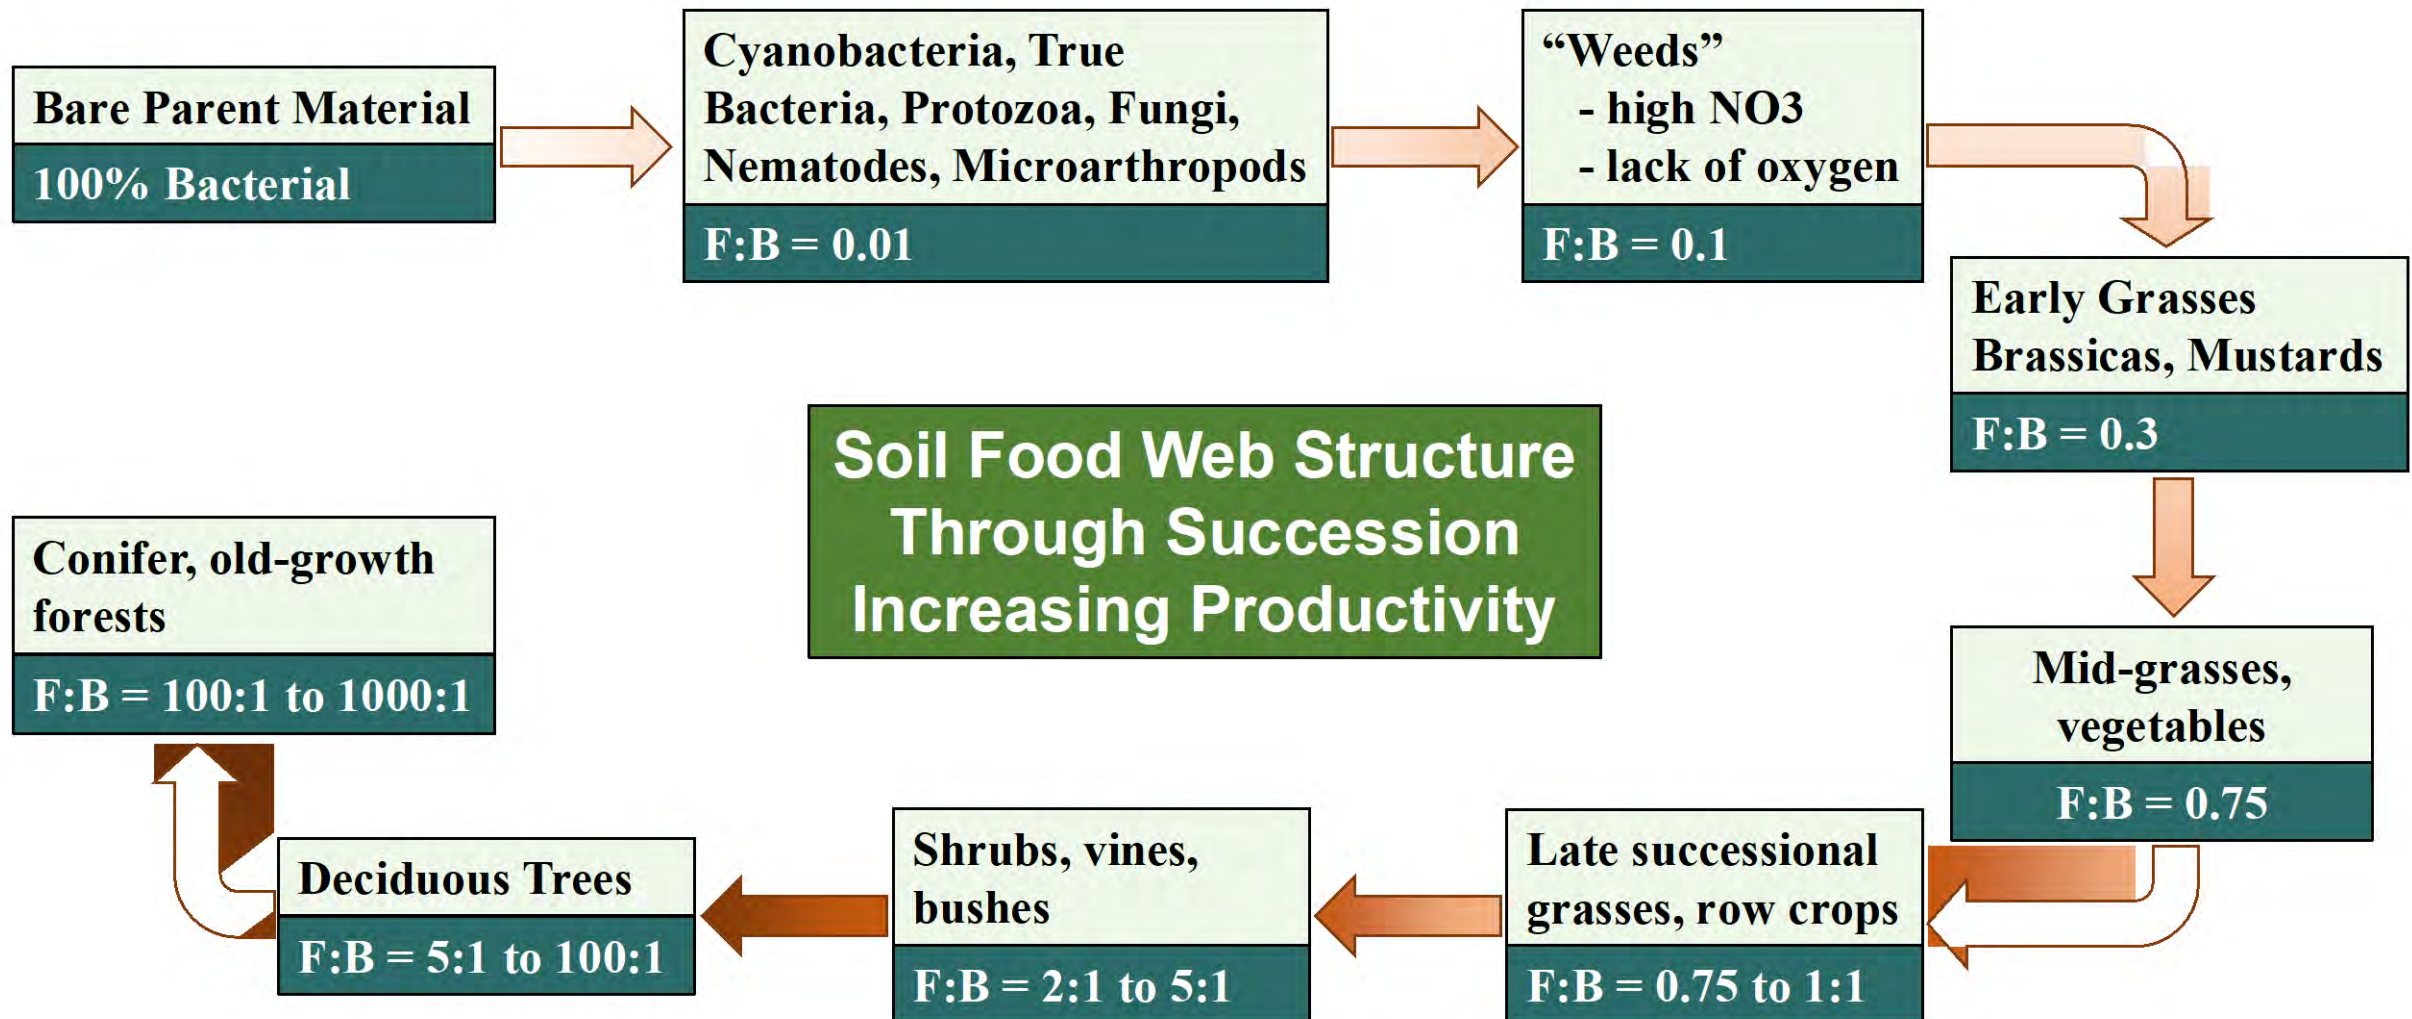 Bare Parent Material
100% Bacterial
Cyanobacteria, True
Bacteria, Protozoa, Fungi,
Nematodes, Microarthropods
F:B = 0.01
“Weeds”
- high NO3
- lack of oxygen
F:B = 0.1
Early Grasses
Brassicas, Mustards
F:B = 0.3
Mid-grasses,
vegetables
F:B = 0.75
Late successional
grasses, row crops
F:B = 0.75 to 1:1
Shrubs, vines,
bushes
F:B = 2:1 to 5:1
Deciduous Trees
F:B = 5:1 to 100:1
Conifer, old-growth
forests
F:B = 100:1 to 1000:1
Soil Food Web Structure
Through Succession
Increasing Productivity